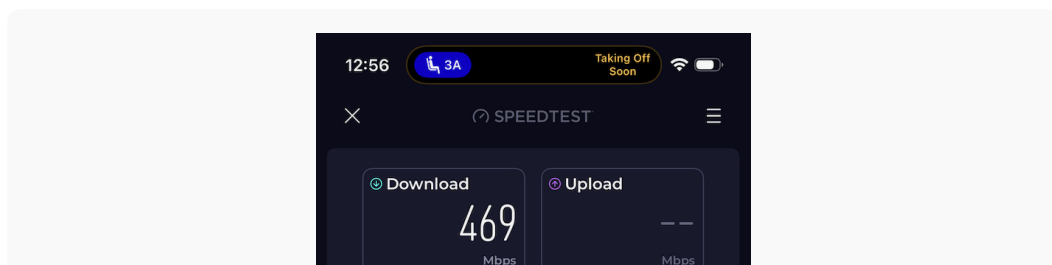 12:56
3A
Taking Off
Soon
SPEEDTEST
Download
Upload
469
--
Mbps
Mbps